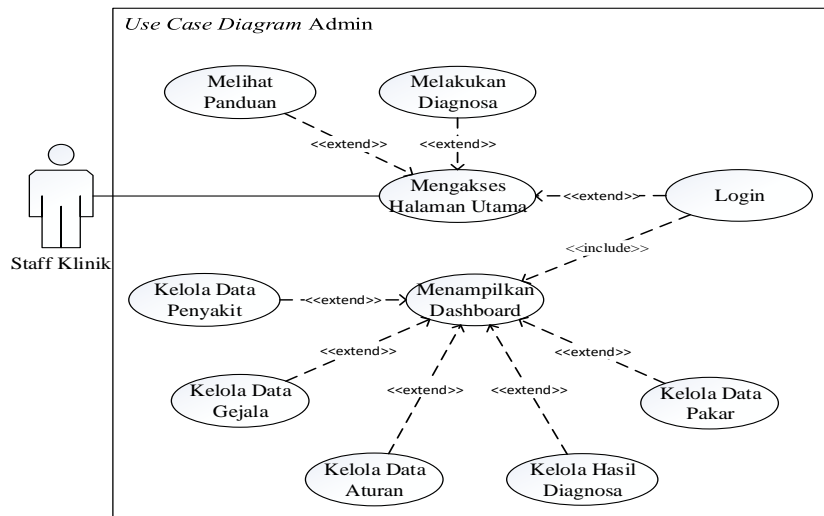 Use Case Diagram Admin
Melihat
Panduan
Melakukan
Diagnosa
<<extend>>
<<extend>>
Mengakses
Halaman Utama
<<extend>>
Login
Staff Klinik
<<include>>
Kelola Data
Penyakit
<<extend>>
Menampilkan
Dashboard
<<extend>>
<<extend>>
<<extend>>
<<extend>>
Kelola Data
Gejala
Kelola Data
Pakar
Kelola Data
Aturan
Kelola Hasil
Diagnosa